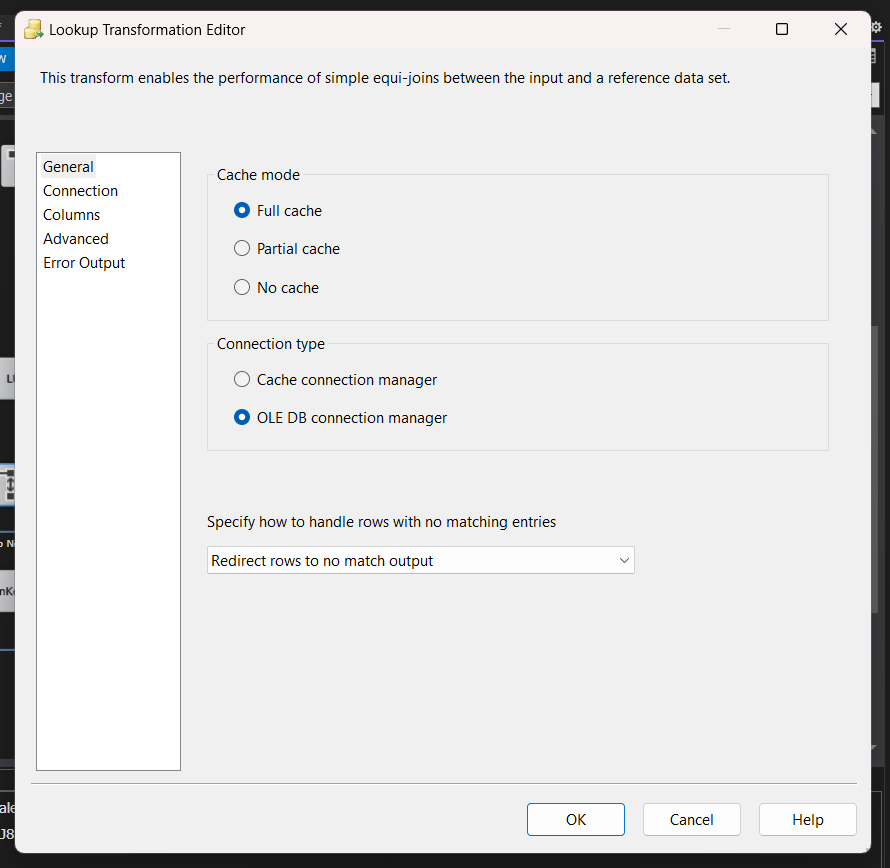 Lookup Transformation Editor
This transform enables the performance of simple equi-joins between the input and a reference data set.
General
Connection
Columns
Advanced
Error Output
Cache mode
Full cache
Partial cache
No cache
Connection type
Cache connection manager
OLE DB connection manager
Specify how to handle rows with no matching entries
Redirect rows to no match output
OK
Cancel
Help